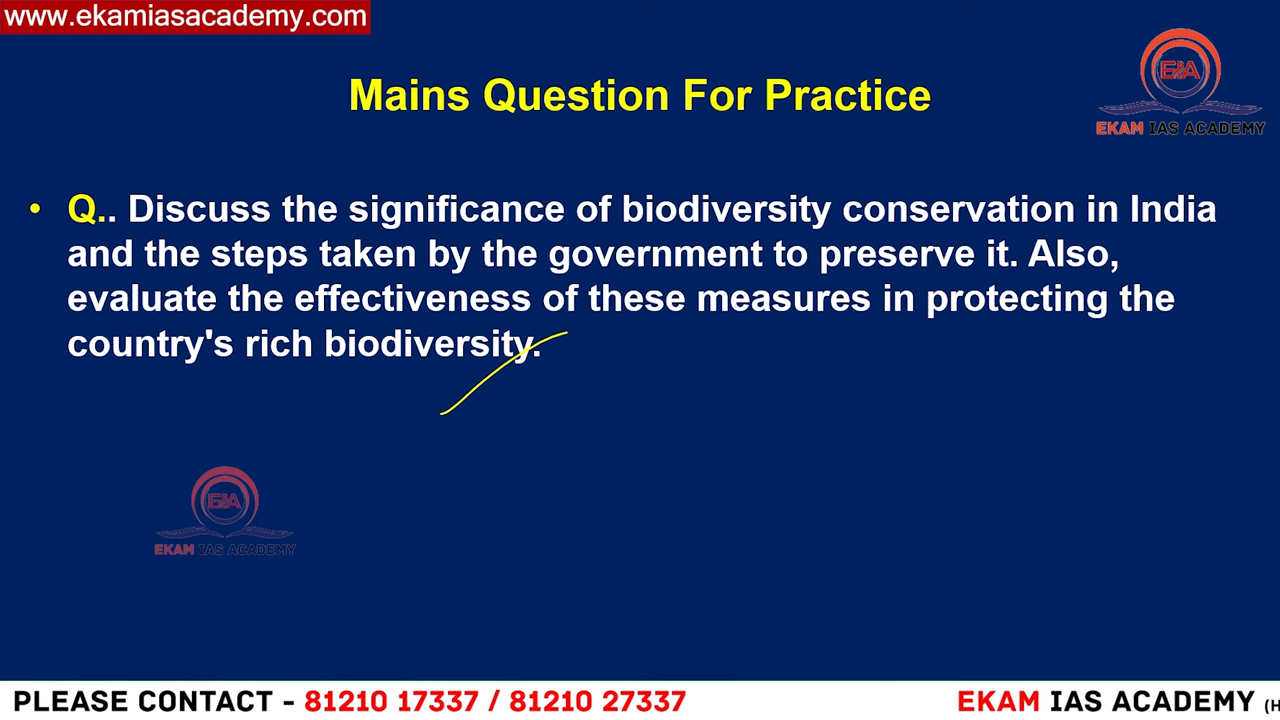 www.ekamiasacademy.com
EIA
EKAM IAS ACADEMY
Mains Question For Practice
• Q.. Discuss the significance of biodiversity conservation in India
and the steps taken by the government to preserve it. Also,
evaluate the effectiveness of these measures in protecting the
country's rich biodiversity.
EIA
EKAM IAS ACADEMY
PLEASE CONTACT - 81210 17337 / 81210 27337
EKAM IAS ACADEMY (H